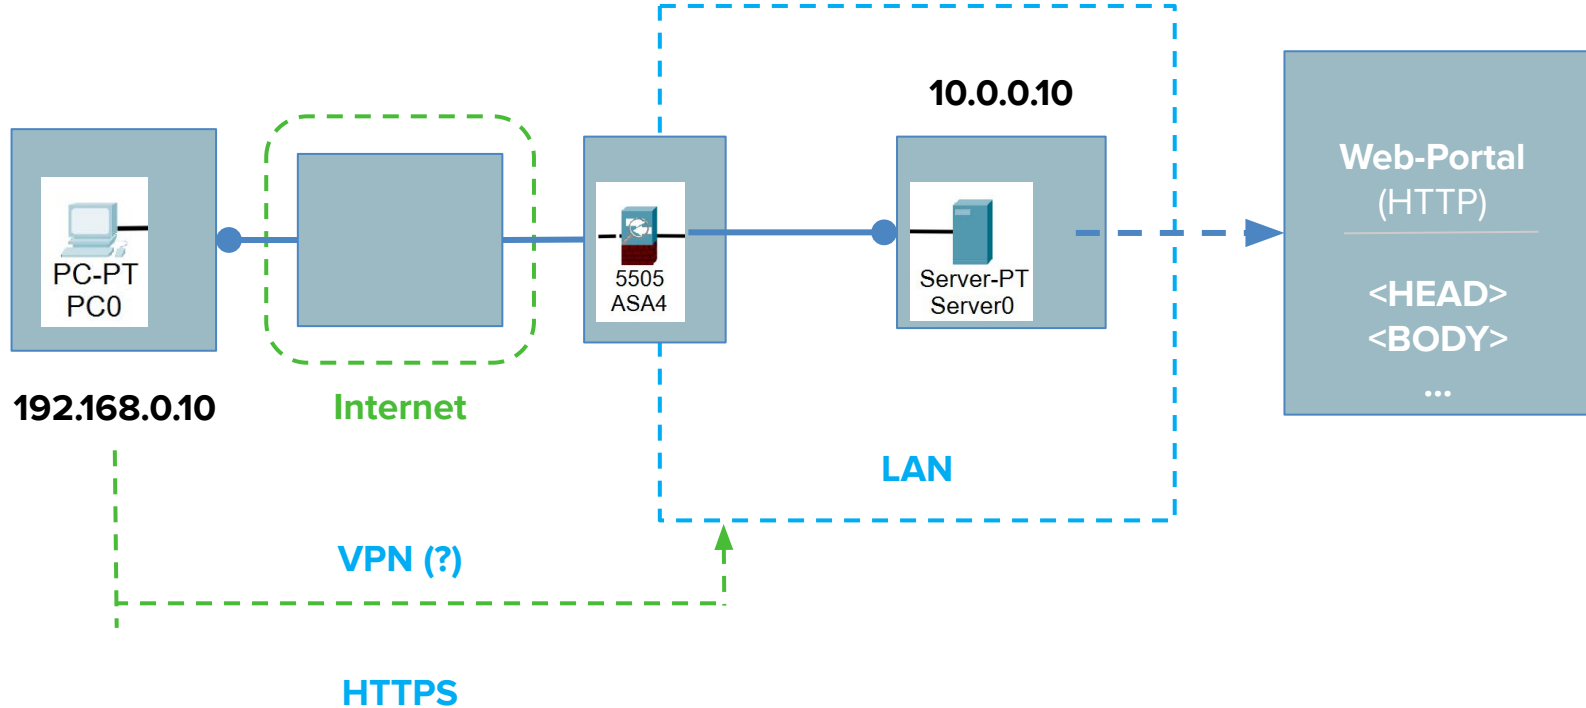 10.0.0.10
Web-Portal
(HTTP)
PC-PT
PC0
5505
ASA4
Server-PT
Server0
<HEAD>
<BODY>
...
192.168.0.10
Internet
LAN
VPN (?)
HTTPS